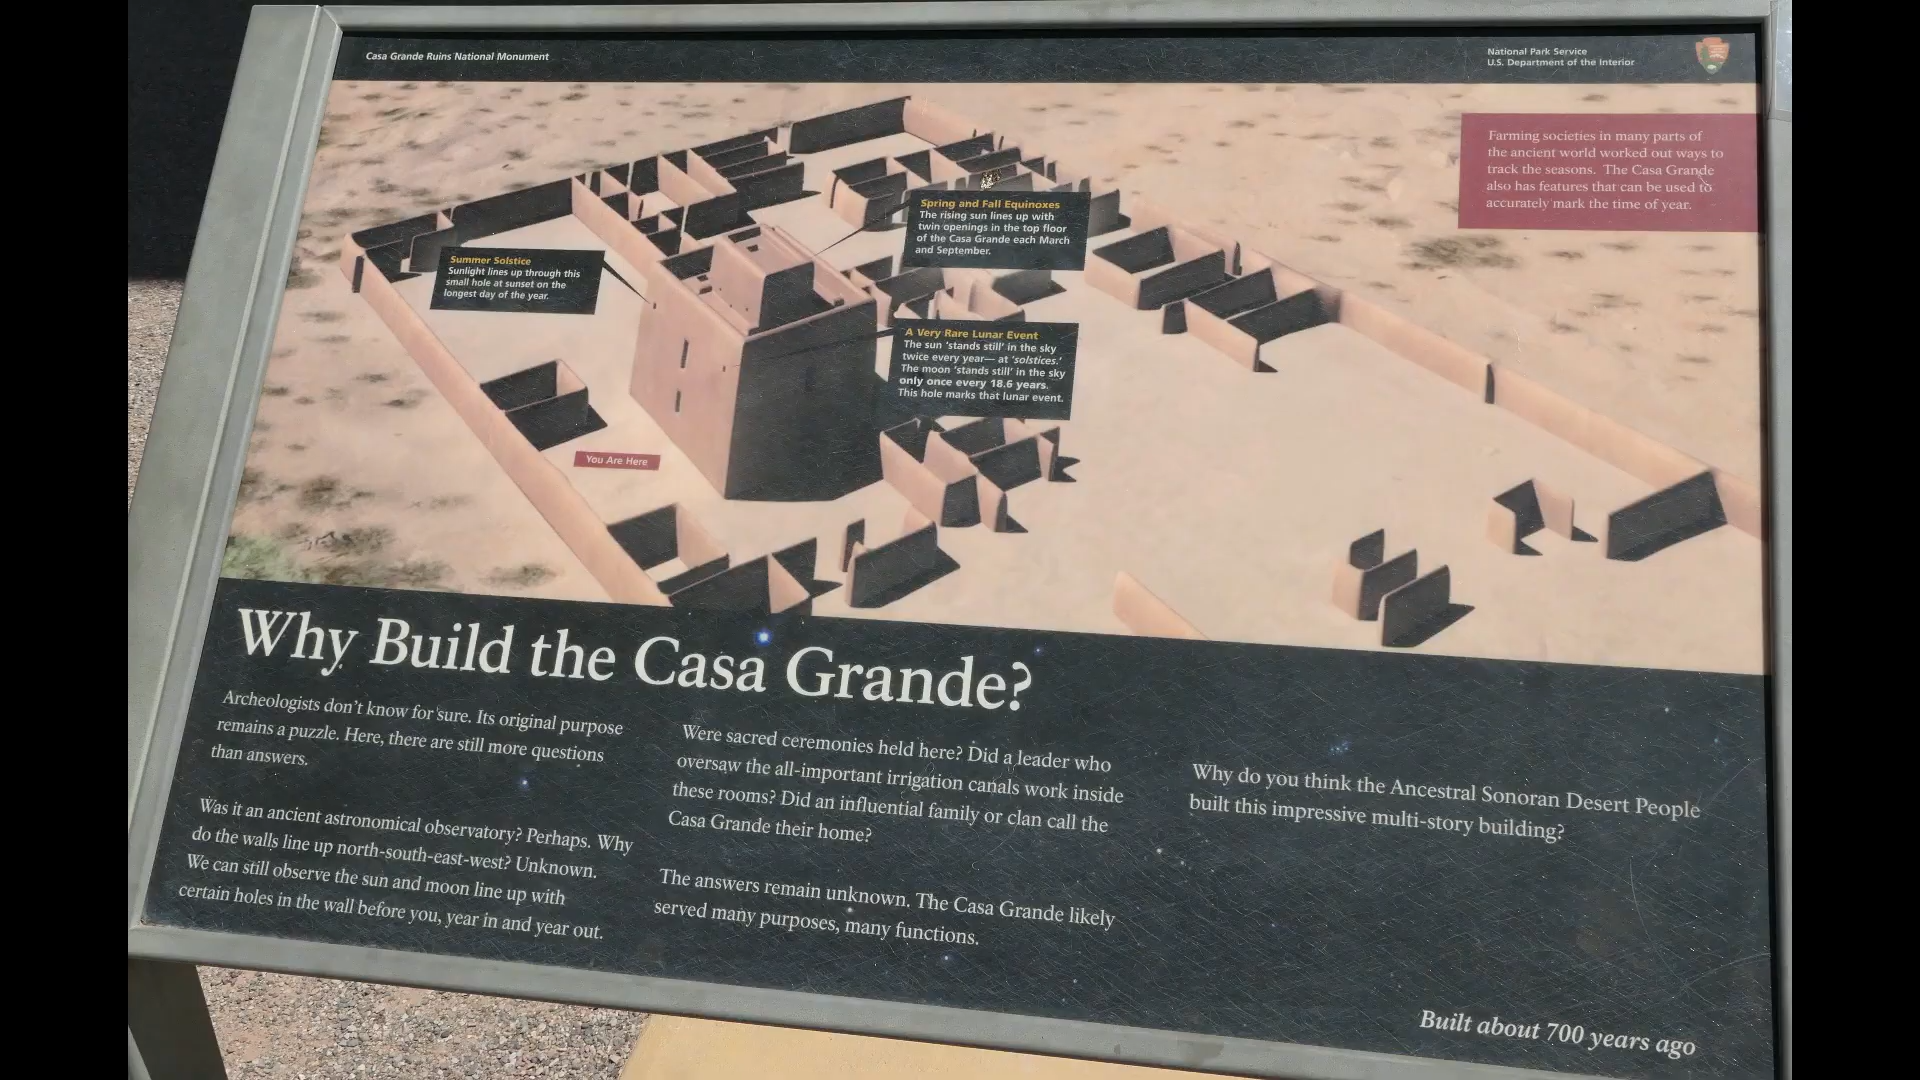 Casa Grande Ruins National Monument
National Park Service
U.S. Department of the Interior
Farming societies in many parts of
the ancient world worked out ways to
track the seasons. The Casa Grande
also has features that can be used to
accurately mark the time of year.
Spring and Fall Equinoxes
The rising sun lines up with
twin openings in the top floor
of the Casa Grande each March
and September.
Summer Solstice
Sunlight lines up through this
small hole at sunset on the
longest day of the year.
A Very Rare Lunar Event
The sun ‘stands still’ in the sky
twice every year— at ‘solstices.’
The moon ‘stands still’ in the sky
only once every 18.6 years.
This hole marks that lunar event.
You Are Here
Why Build the Casa Grande?
Archeologists don’t know for sure. Its original purpose
remains a puzzle. Here, there are still more questions
than answers.
Was it an ancient astronomical observatory? Perhaps. Why
do the walls line up north-south-east-west? Unknown.
We can still observe the sun and moon line up with
certain holes in the wall before you, year in and year out.
Were sacred ceremonies held here? Did a leader who
oversaw the all-important irrigation canals work inside
these rooms? Did an influential family or clan call the
Casa Grande their home?
The answers remain unknown. The Casa Grande likely
served many purposes, many functions.
Why do you think the Ancestral Sonoran Desert People
built this impressive multi-story building?
Built about 700 years ago